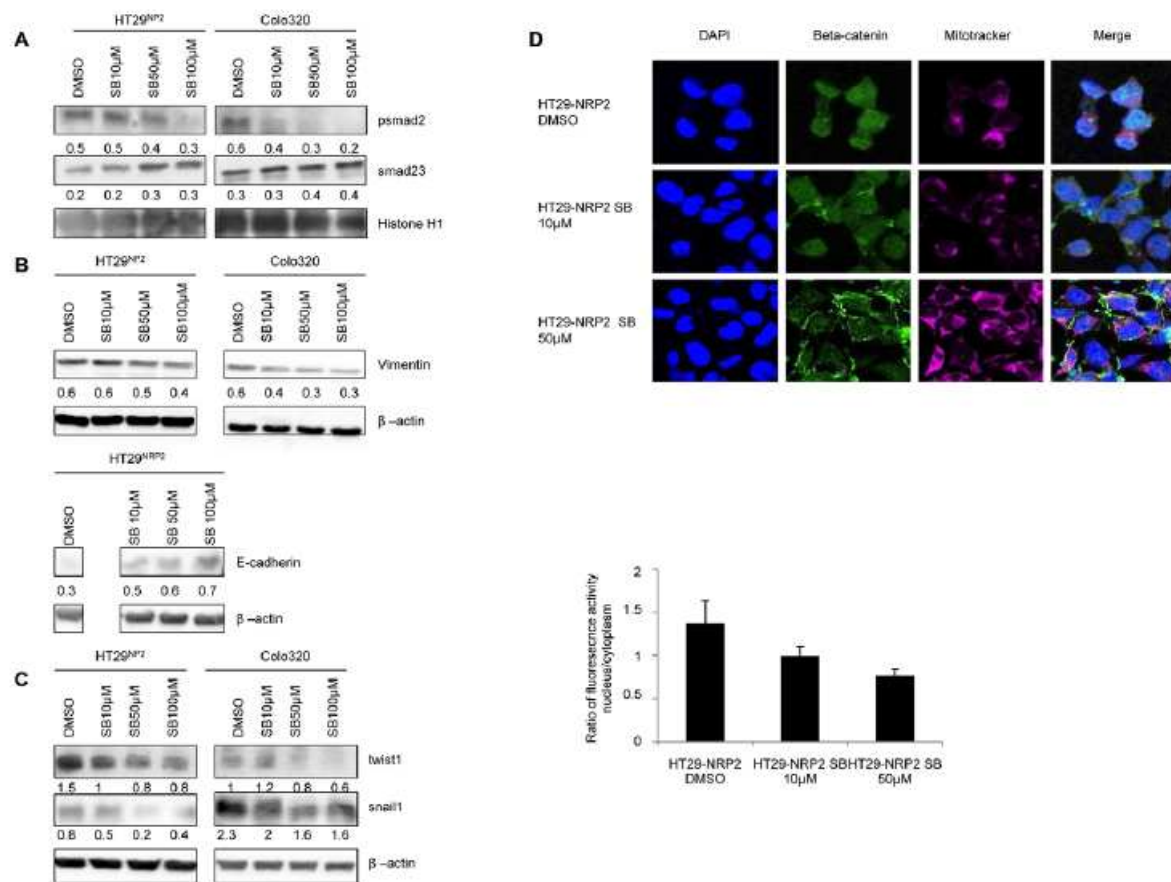 A
HT29NP2 Colo320
DMSO SB10µM SB50µM SB100µM DMSO SB10µM SB50µM SB100µM
psmad2
0.5 0.5 0.4 0.3 0.6 0.4 0.3 0.2
smad23
0.2 0.2 0.3 0.3 0.3 0.3 0.4 0.4
Histone H1
B
HT29NP2 Colo320
DMSO SB10µM SB50µM SB100µM DMSO SB10µM SB50µM SB100µM
Vimentin
0.6 0.6 0.5 0.4 0.6 0.4 0.3 0.3
β –actin
HT29NRP2
DMSO SB 10µM SB 50µM SB 100µM
E-cadherin
0.3 0.5 0.6 0.7
β –actin
C
HT29NP2 Colo320
DMSO SB10µM SB50µM SB100µM DMSO SB10µM SB50µM SB100µM
twist1
1.5 1 0.8 0.8 1 1.2 0.8 0.6
snail1
0.8 0.5 0.2 0.4 2.3 2 1.6 1.6
β –actin
D
DAPI Beta-catenin Mitotracker Merge
HT29-NRP2
DMSO
HT29-NRP2 SB
10µM
HT29-NRP2 SB
50µM
Ratio of fluoresecnce activity
nucleus/cytoplasm
2
1.5
1
0.5
0
HT29-NRP2 HT29-NRP2 SB HT29-NRP2 SB
DMSO 10µM 50µM